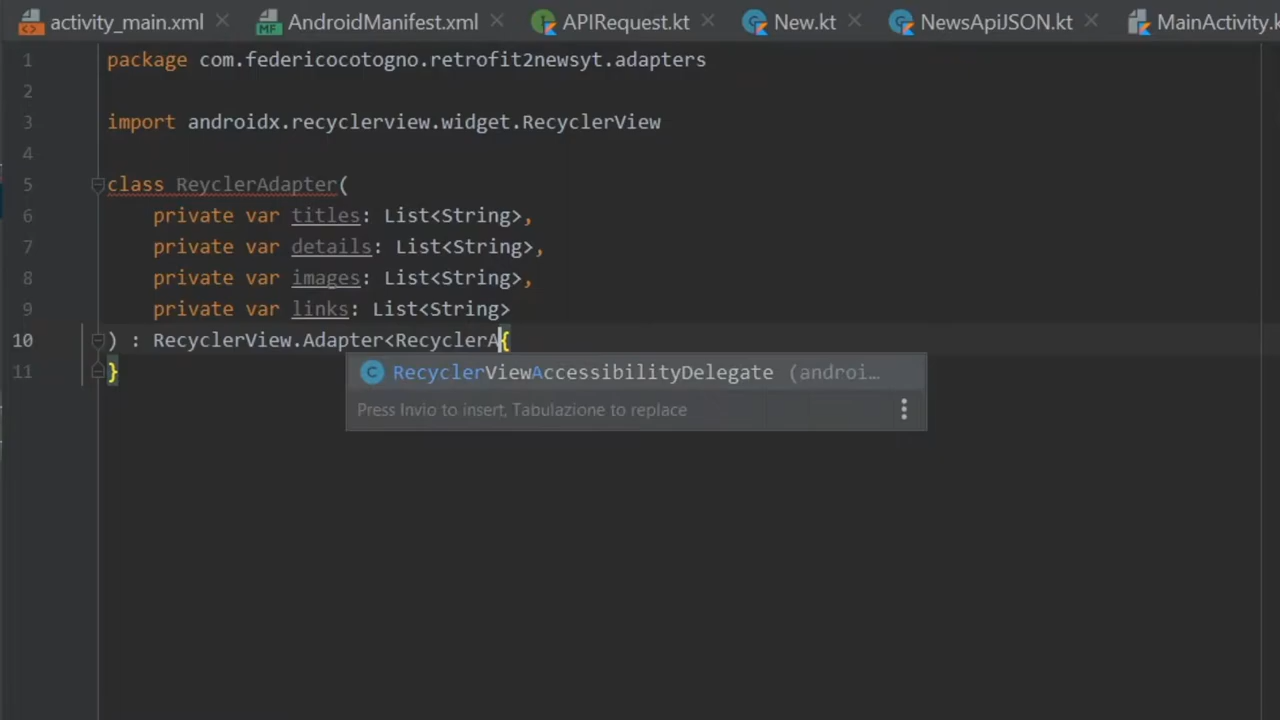 activity_main.xml AndroidManifest.xml APIRequest.kt New.kt NewsApiJSON.kt MainActivity.k
1 package com.federicocotogno.retrofit2newsyt.adapters
2
3 import androidx.recyclerview.widget.RecyclerView
4
5 class ReyclerAdapter(
6 private var titles: List<String>,
7 private var details: List<String>,
8 private var images: List<String>,
9 private var links: List<String>
10 ) : RecyclerView.Adapter<RecyclerA{
11 }
RecyclerViewAccessibilityDelegate (androi…
Press Invio to insert, Tabulazione to replace